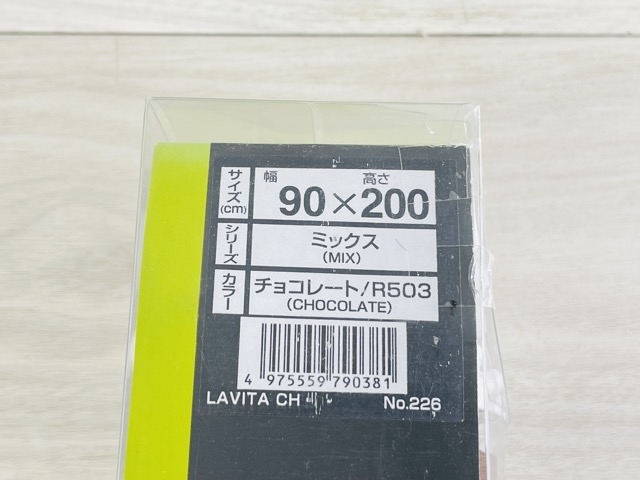 サイズ(cm)
幅 高さ
90×200
シリーズ
ミックス
(MIX)
カラー
チョコレート/R503
(CHOCOLATE)
4 975559 790381
LAVITA CH
No.226